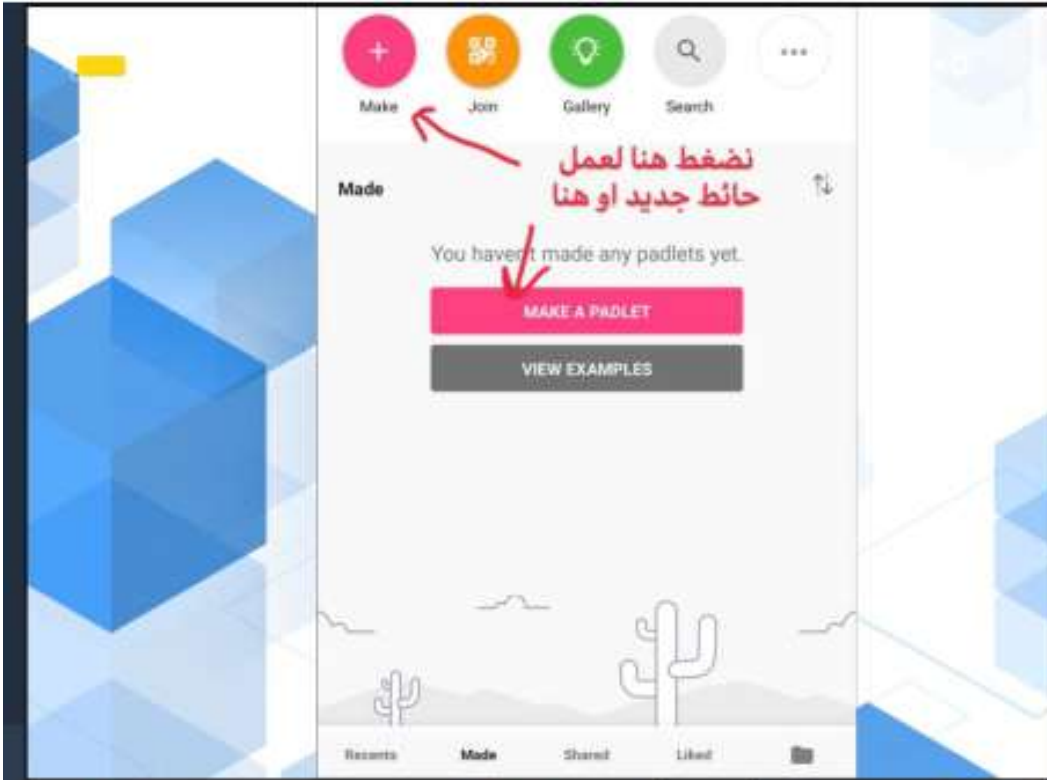 Make Join Gallery Search
نضغط هنا لعمل
حائط جديد او هنا
Made
You haven't made any padlets yet.
MAKE A PADLET
VIEW EXAMPLES
Recents Made Shared Liked